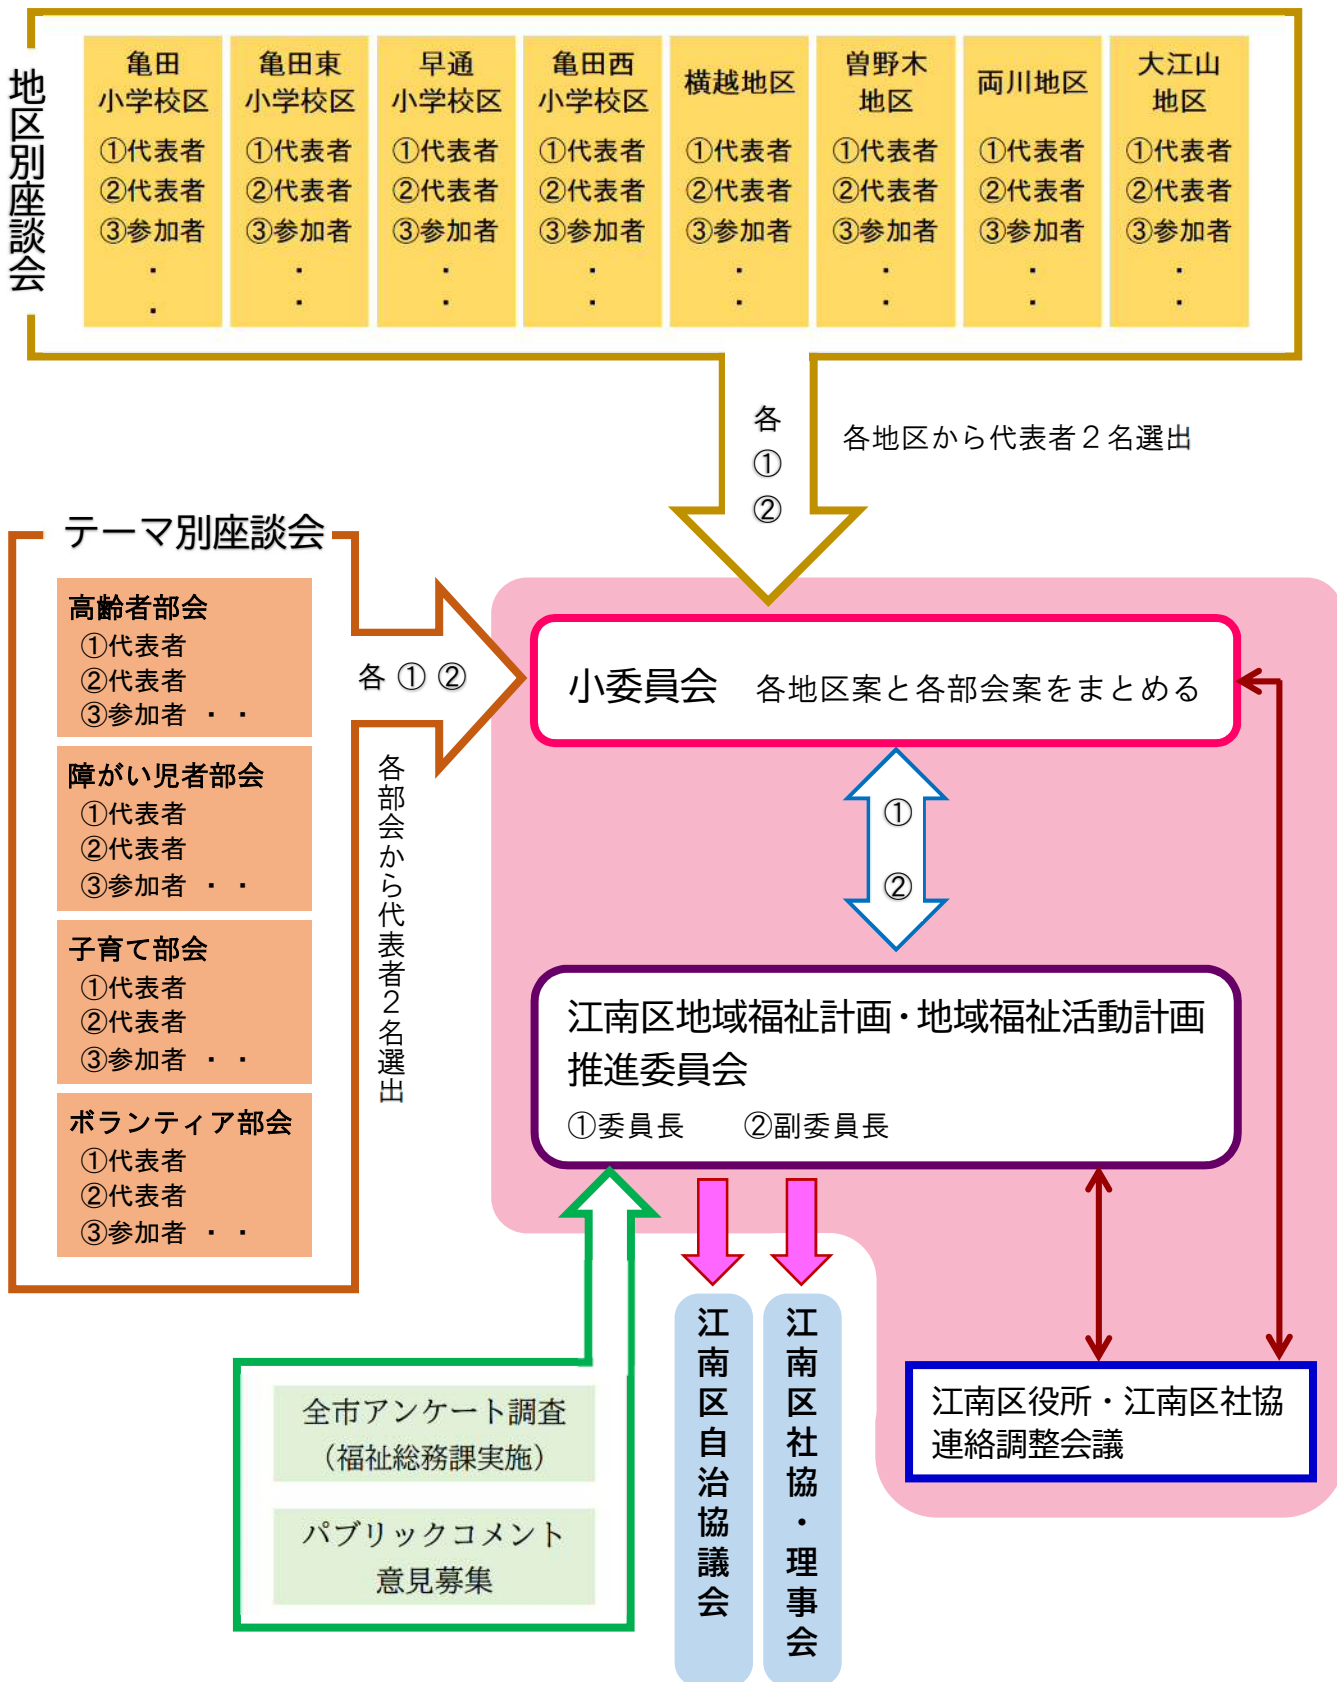 地区別座談会
亀田
小学校区
①代表者
②代表者
③参加者
・
・
亀田東
小学校区
①代表者
②代表者
③参加者
・
・
早通
小学校区
①代表者
②代表者
③参加者
・
・
亀田西
小学校区
①代表者
②代表者
③参加者
・
・
横越地区
①代表者
②代表者
③参加者
・
・
曽野木
地区
①代表者
②代表者
③参加者
・
・
両川地区
①代表者
②代表者
③参加者
・
・
大江山
地区
①代表者
②代表者
③参加者
・
・
各①②
各地区から代表者２名選出
テーマ別座談会
高齢者部会
①代表者
②代表者
③参加者 ・ ・
障がい児者部会
①代表者
②代表者
③参加者 ・ ・
子育て部会
①代表者
②代表者
③参加者 ・ ・
ボランティア部会
①代表者
②代表者
③参加者 ・ ・
各 ① ②
各部会から代表者２名選出
小委員会 各地区案と各部会案をまとめる
①
②
江南区地域福祉計画・地域福祉活動計画
推進委員会
①委員長 ②副委員長
全市アンケート調査
（福祉総務課実施）
パブリックコメント
意見募集
江南区自治協議会
江南区社協・理事会
江南区役所・江南区社協
連絡調整会議